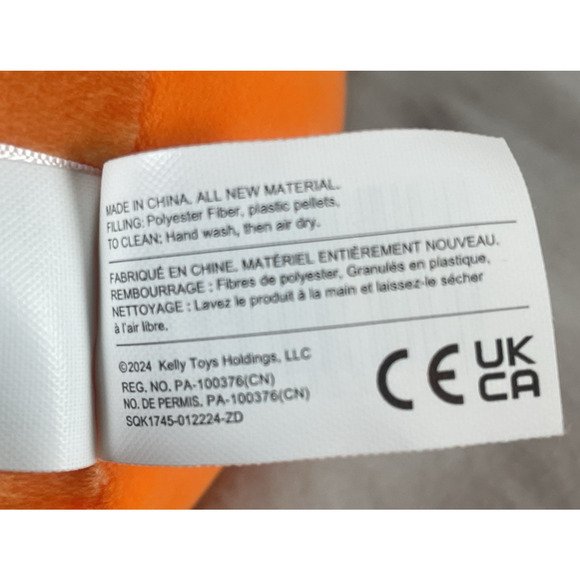 MADE IN CHINA. ALL NEW MATERIAL.
FILLING: Polyester Fiber, plastic pellets.
TO CLEAN: Hand wash, then air dry.
FABRIQUÉ EN CHINE. MATÉRIEL ENTIÈREMENT NOUVEAU.
REMBOURRAGE : Fibres de polyester, Granulés en plastique,
NETTOYAGE : Lavez le produit à la main et laissez-le sécher
à l'air libre.
©2024 Kelly Toys Holdings, LLC
REG. NO. PA-100376(CN)
NO. DE PERMIS. PA-100376(CN)
SQK1745-012224-ZD
CE
UK
CA